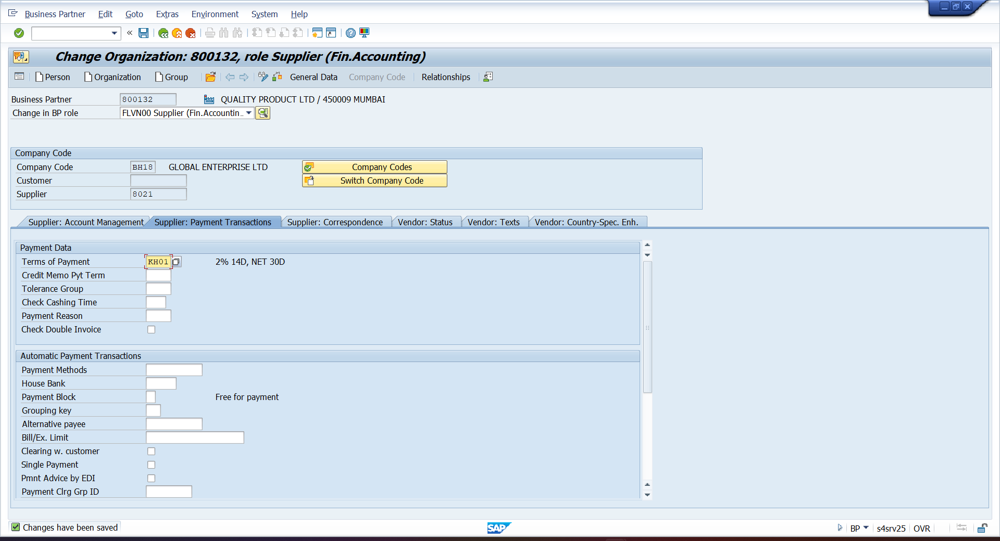 Business Partner Edit Goto Extras Environment System Help
Change Organization: 800132, role Supplier (Fin.Accounting)
Person Organization Group General Data Company Code Relationships
Business Partner 800132 QUALITY PRODUCT LTD / 450009 MUMBAI
Change in BP role FLVN00 Supplier (Fin.Accountin...
Company Code
Company Code BH18 GLOBAL ENTERPRISE LTD Company Codes
Customer Switch Company Code
Supplier 8021
Supplier: Account Management Supplier: Payment Transactions Supplier: Correspondence Vendor: Status Vendor: Texts Vendor: Country-Spec. Enh.
Payment Data
Terms of Payment KH01 2% 14D, NET 30D
Credit Memo Pyt Term
Tolerance Group
Check Cashing Time
Payment Reason
Check Double Invoice
Automatic Payment Transactions
Payment Methods
House Bank
Payment Block Free for payment
Grouping key
Alternative payee
Bill/Ex. Limit
Clearing w. customer
Single Payment
Pmnt Advice by EDI
Payment Clrg Grp ID
Changes have been saved SAP BP s4srv25 OVR